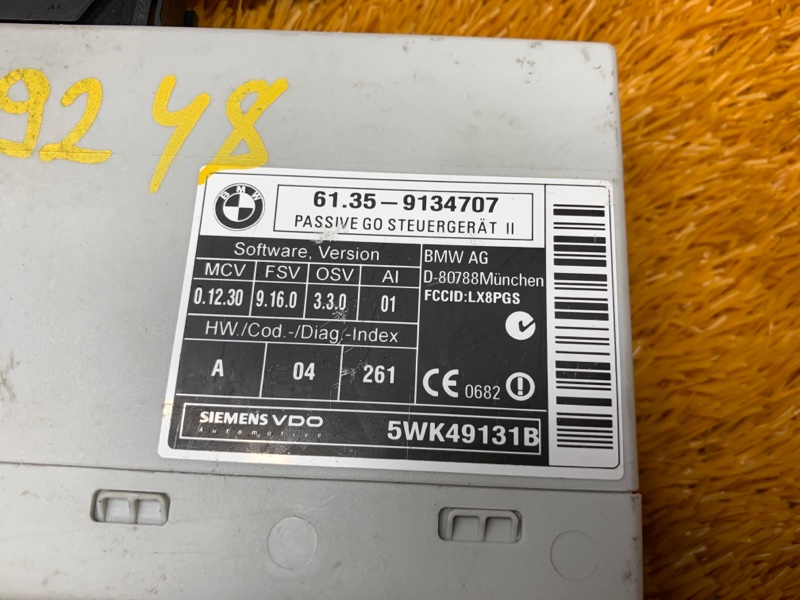 9248
BMW
61.35-9134707
PASSIVE GO STEUERGERÄT II
Software, Version
MCV FSV OSV AI
0.12.30 9.16.0 3.3.0 01
HW./Cod.-/Diag.-Index
A 04 261
BMW AG
D-80788München
FCCID:LX8PGS
CE 0682
SIEMENS VDO
Automotive
5WK49131B